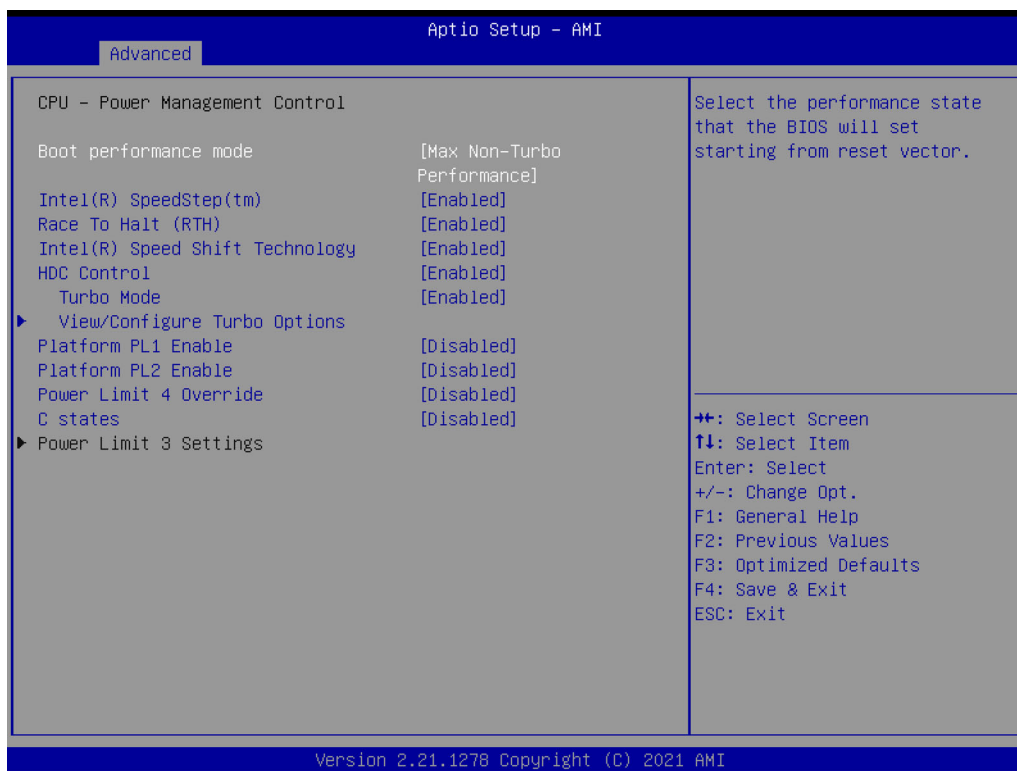 Aptio Setup – AMI
Advanced
CPU – Power Management Control
Boot performance mode [Max Non-Turbo
Performance]
Intel(R) SpeedStep(tm) [Enabled]
Race To Halt (RTH) [Enabled]
Intel(R) Speed Shift Technology [Enabled]
HDC Control [Enabled]
Turbo Mode [Enabled]
View/Configure Turbo Options
Platform PL1 Enable [Disabled]
Platform PL2 Enable [Disabled]
Power Limit 4 Override [Disabled]
C states [Disabled]
Power Limit 3 Settings
Select the performance state
that the BIOS will set
starting from reset vector.
→←: Select Screen
↑↓: Select Item
Enter: Select
+/-: Change Opt.
F1: General Help
F2: Previous Values
F3: Optimized Defaults
F4: Save & Exit
ESC: Exit
Version 2.21.1278 Copyright (C) 2021 AMI